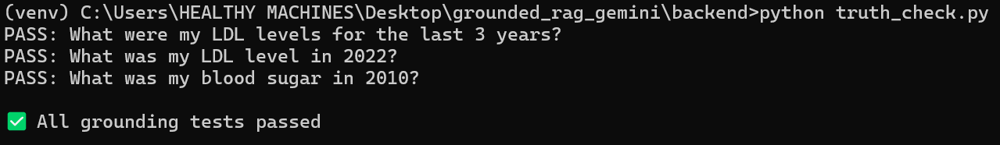 (venv) C:\Users\HEALTHY MACHINES\Desktop\grounded_rag_gemini\backend>python truth_check.py
PASS: What were my LDL levels for the last 3 years?
PASS: What was my LDL level in 2022?
PASS: What was my blood sugar in 2010?
✅ All grounding tests passed